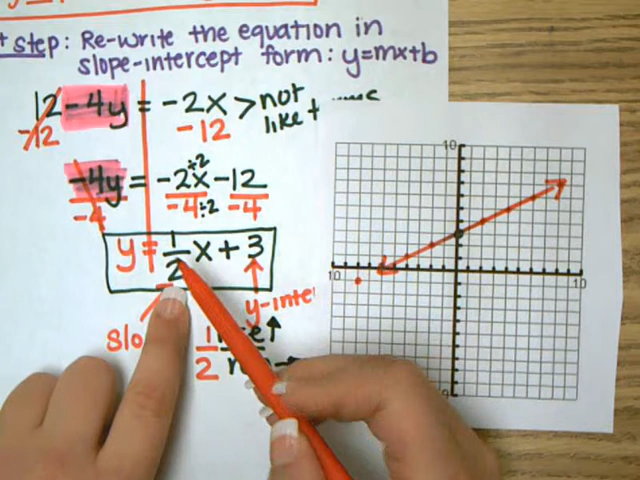 step: Re-write the equation in
slope-intercept form: y=mx+b
12-4y = -2x > not
-12 -12 like
-4y = -2x-12
÷2
-4 -4 ÷2 -4
y = 1/2 x + 3
1/2
10
10 10